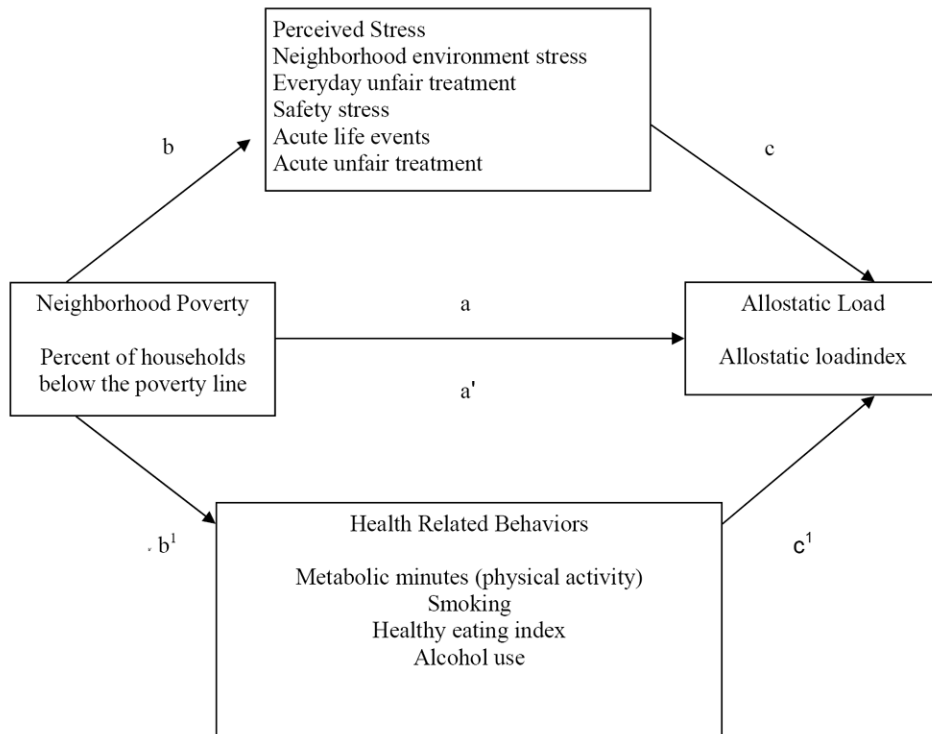 Perceived Stress
Neighborhood environment stress
Everyday unfair treatment
Safety stress
Acute life events
Acute unfair treatment
b
c
Neighborhood Poverty
Percent of households
below the poverty line
a
a'
Allostatic Load
Allostatic loadindex
b¹
c¹
Health Related Behaviors
Metabolic minutes (physical activity)
Smoking
Healthy eating index
Alcohol use